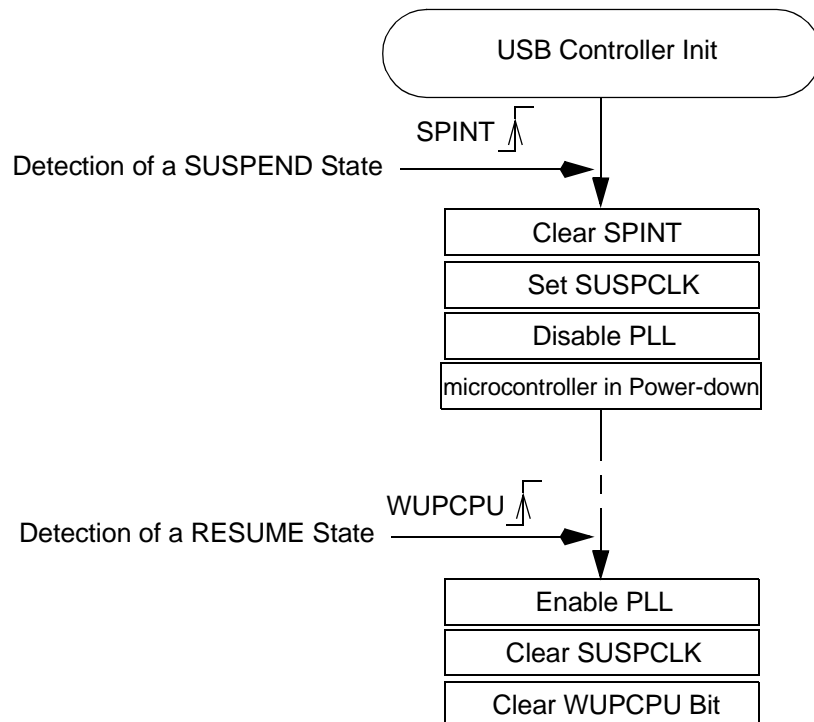 USB Controller Init
SPINT
Detection of a SUSPEND State
Clear SPINT
Set SUSPCLK
Disable PLL
microcontroller in Power-down
WUPCPU
Detection of a RESUME State
Enable PLL
Clear SUSPCLK
Clear WUPCPU Bit